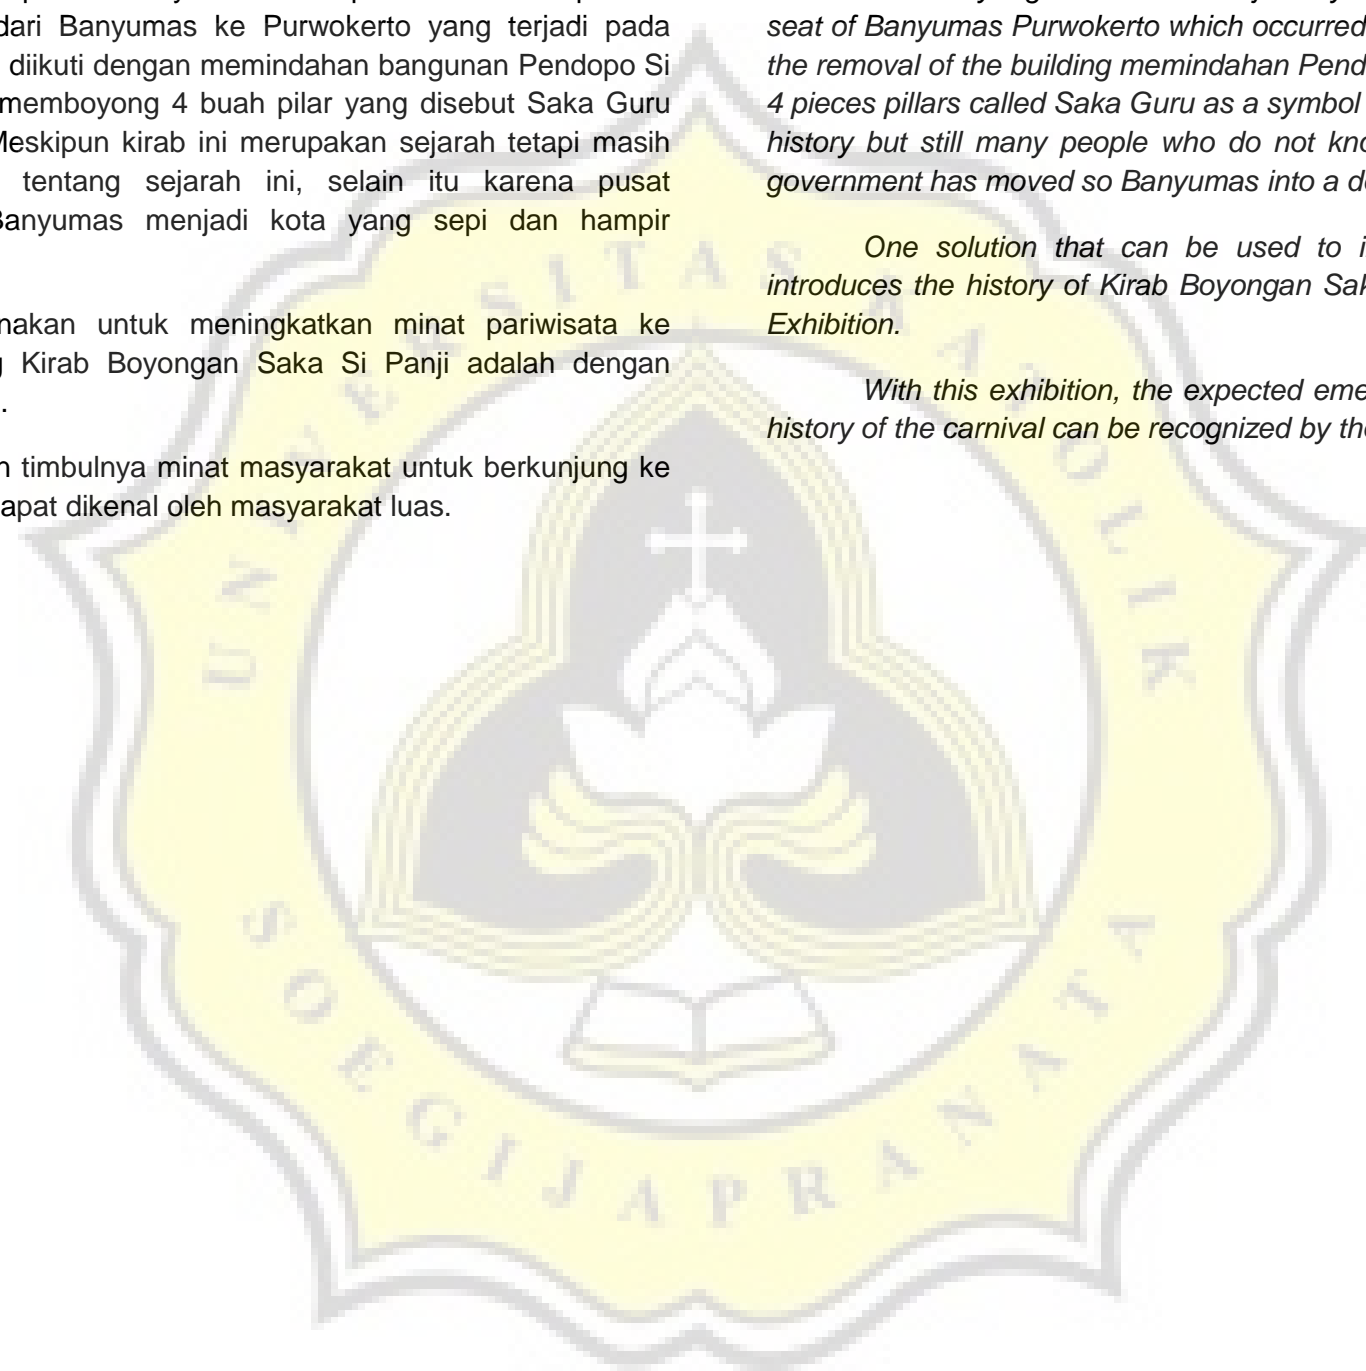 dari Banyumas ke Purwokerto yang terjadi pada
diikuti dengan memindahan bangunan Pendopo Si
memboyong 4 buah pilar yang disebut Saka Guru
Meskipun kirab ini merupakan sejarah tetapi masih
tentang sejarah ini, selain itu karena pusat
Banyumas menjadi kota yang sepi dan hampir
nakan untuk meningkatkan minat pariwisata ke
g Kirab Boyongan Saka Si Panji adalah dengan
.
n timbulnya minat masyarakat untuk berkunjung ke
apat dikenal oleh masyarakat luas.
seat of Banyumas Purwokerto which occurred
the removal of the building memindahan Pend
4 pieces pillars called Saka Guru as a symbol
history but still many people who do not kno
government has moved so Banyumas into a de
One solution that can be used to i
introduces the history of Kirab Boyongan Sak
Exhibition.
With this exhibition, the expected eme
history of the carnival can be recognized by the
UNIVERSITAS KATOLIK
SOEGIJAPRANATA